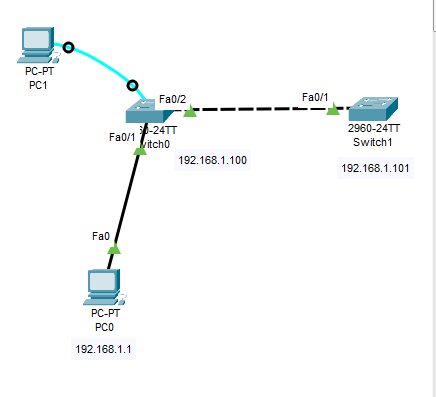 PC-PT
PC1
Fa0/2
Fa0/1
0-24TT
witch0
Fa0/1
2960-24TT
Switch1
192.168.1.100
192.168.1.101
Fa0
PC-PT
PC0
192.168.1.1